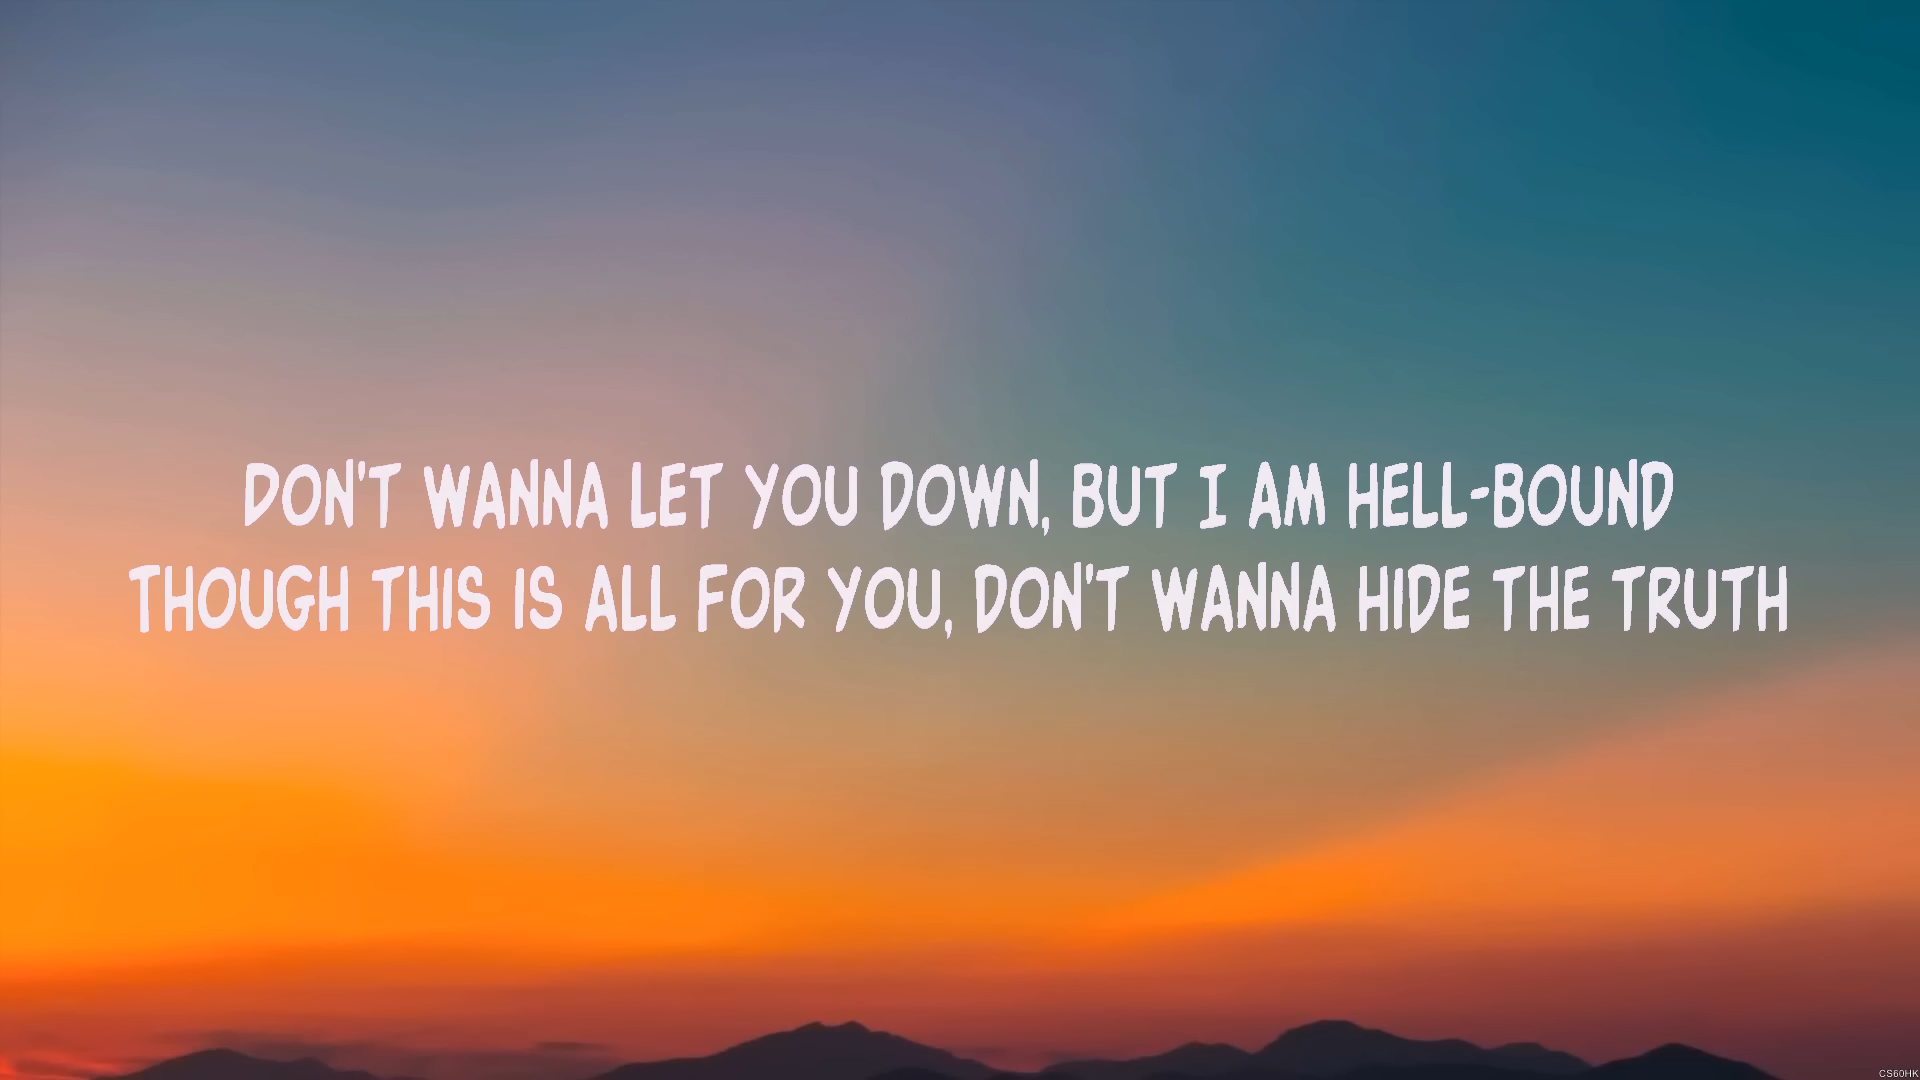 DON'T WANNA LET YOU DOWN, BUT I AM HELL-BOUND
THOUGH THIS IS ALL FOR YOU, DON'T WANNA HIDE THE TRUTH
CS60HK